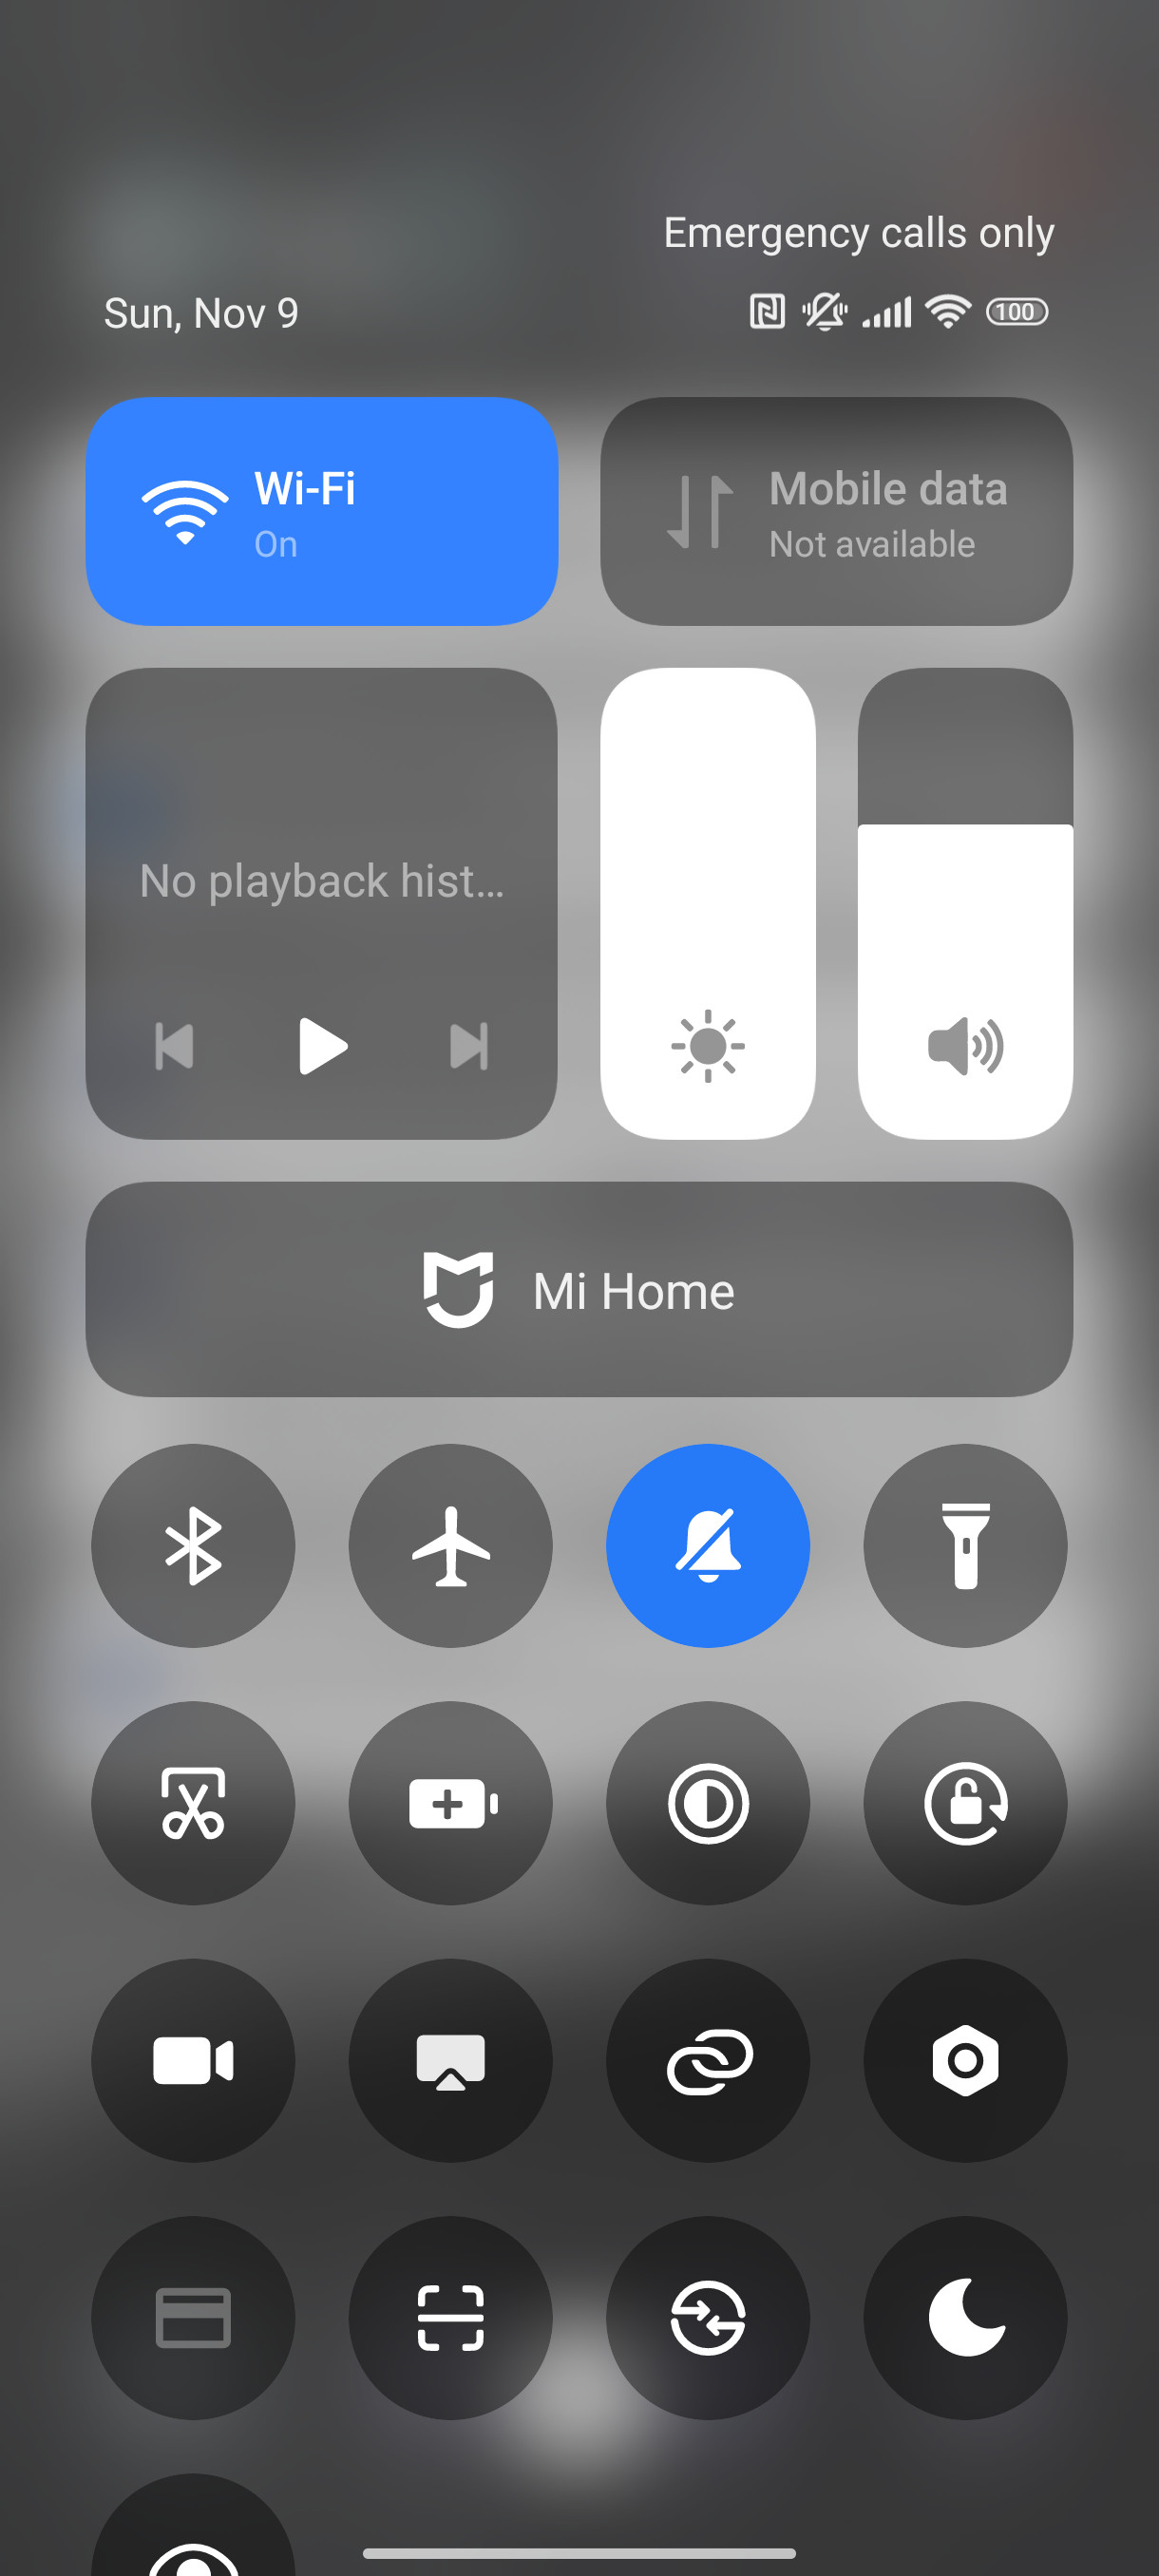 Emergency calls only
Sun, Nov 9
100
Wi-Fi
On
Mobile data
Not available
No playback hist...
Mi Home